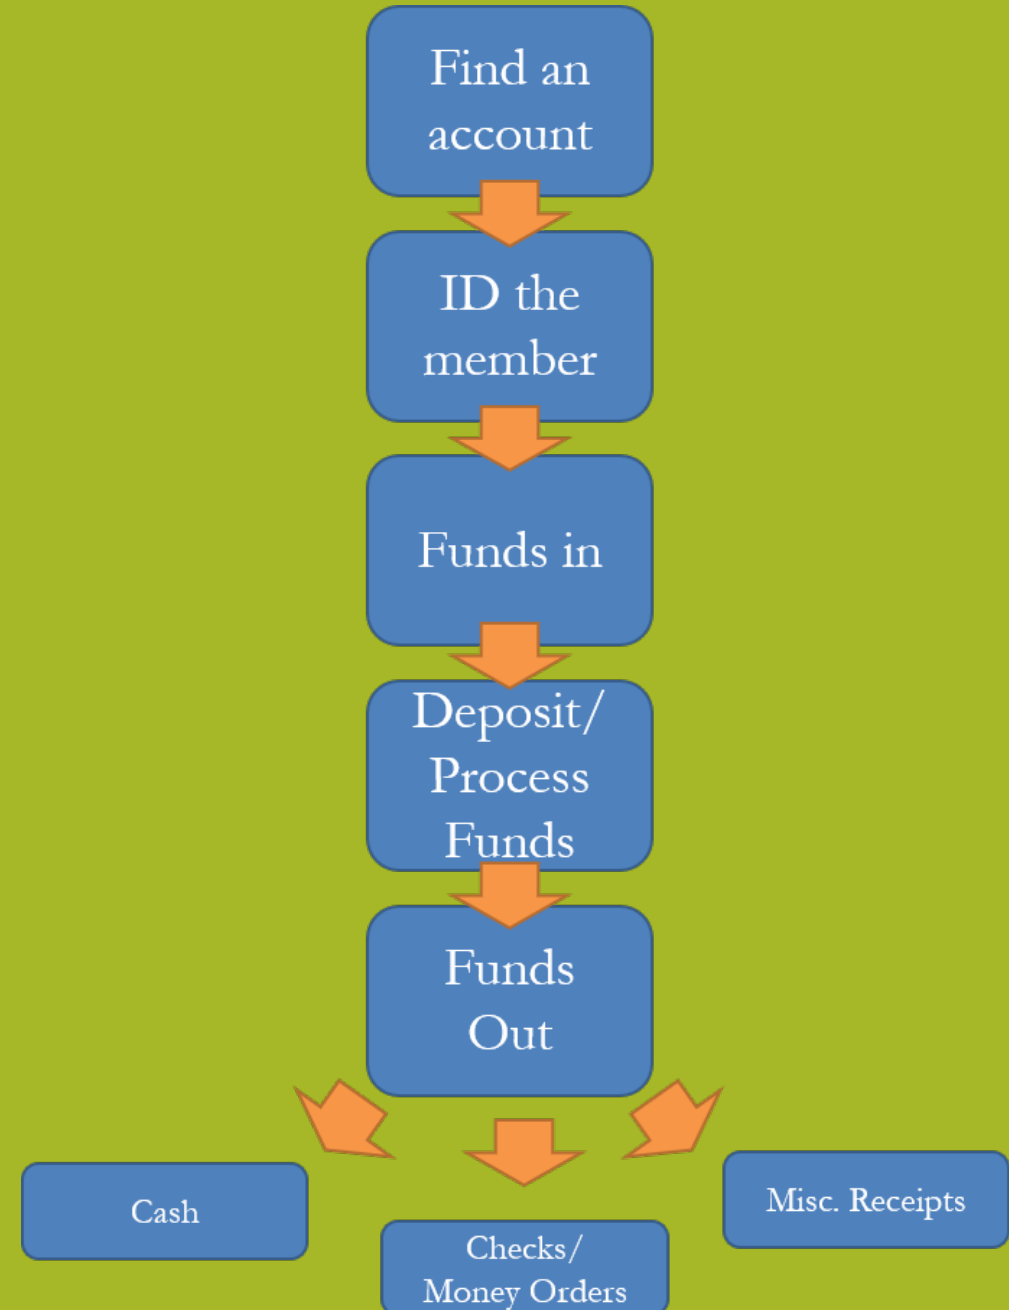 Find an
account
ID the
member
Funds in
Deposit/
Process
Funds
Funds
Out
Cash
Checks/
Money Orders
Misc. Receipts